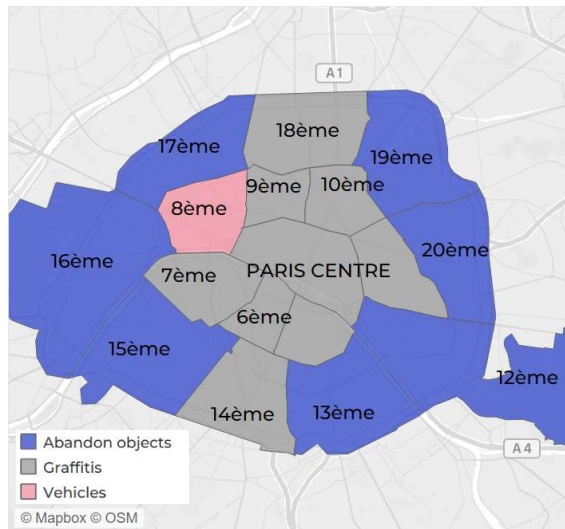 A1
18ème
17ème
19ème
9ème
10ème
8ème
20ème
16ème
7ème
PARIS CENTRE
6ème
15ème
12ème
14ème
13ème
A4
Abandon objects
Graffitis
Vehicles
© Mapbox © OSM